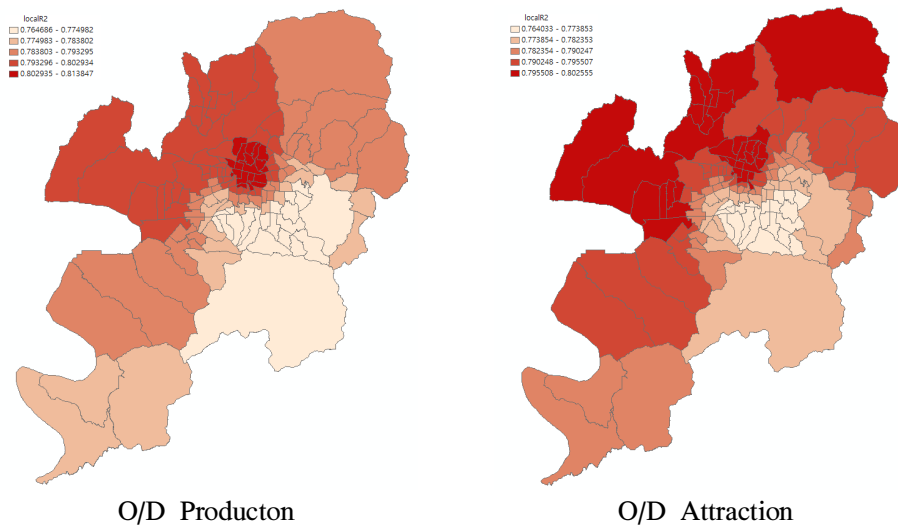 localR2
0.764686 - 0.774982
0.774983 - 0.783802
0.783803 - 0.793295
0.793296 - 0.802934
0.802935 - 0.813847
localR2
0.764033 - 0.773853
0.773854 - 0.782353
0.782354 - 0.790247
0.790248 - 0.795507
0.795508 - 0.802555
O/D Producton
O/D Attraction